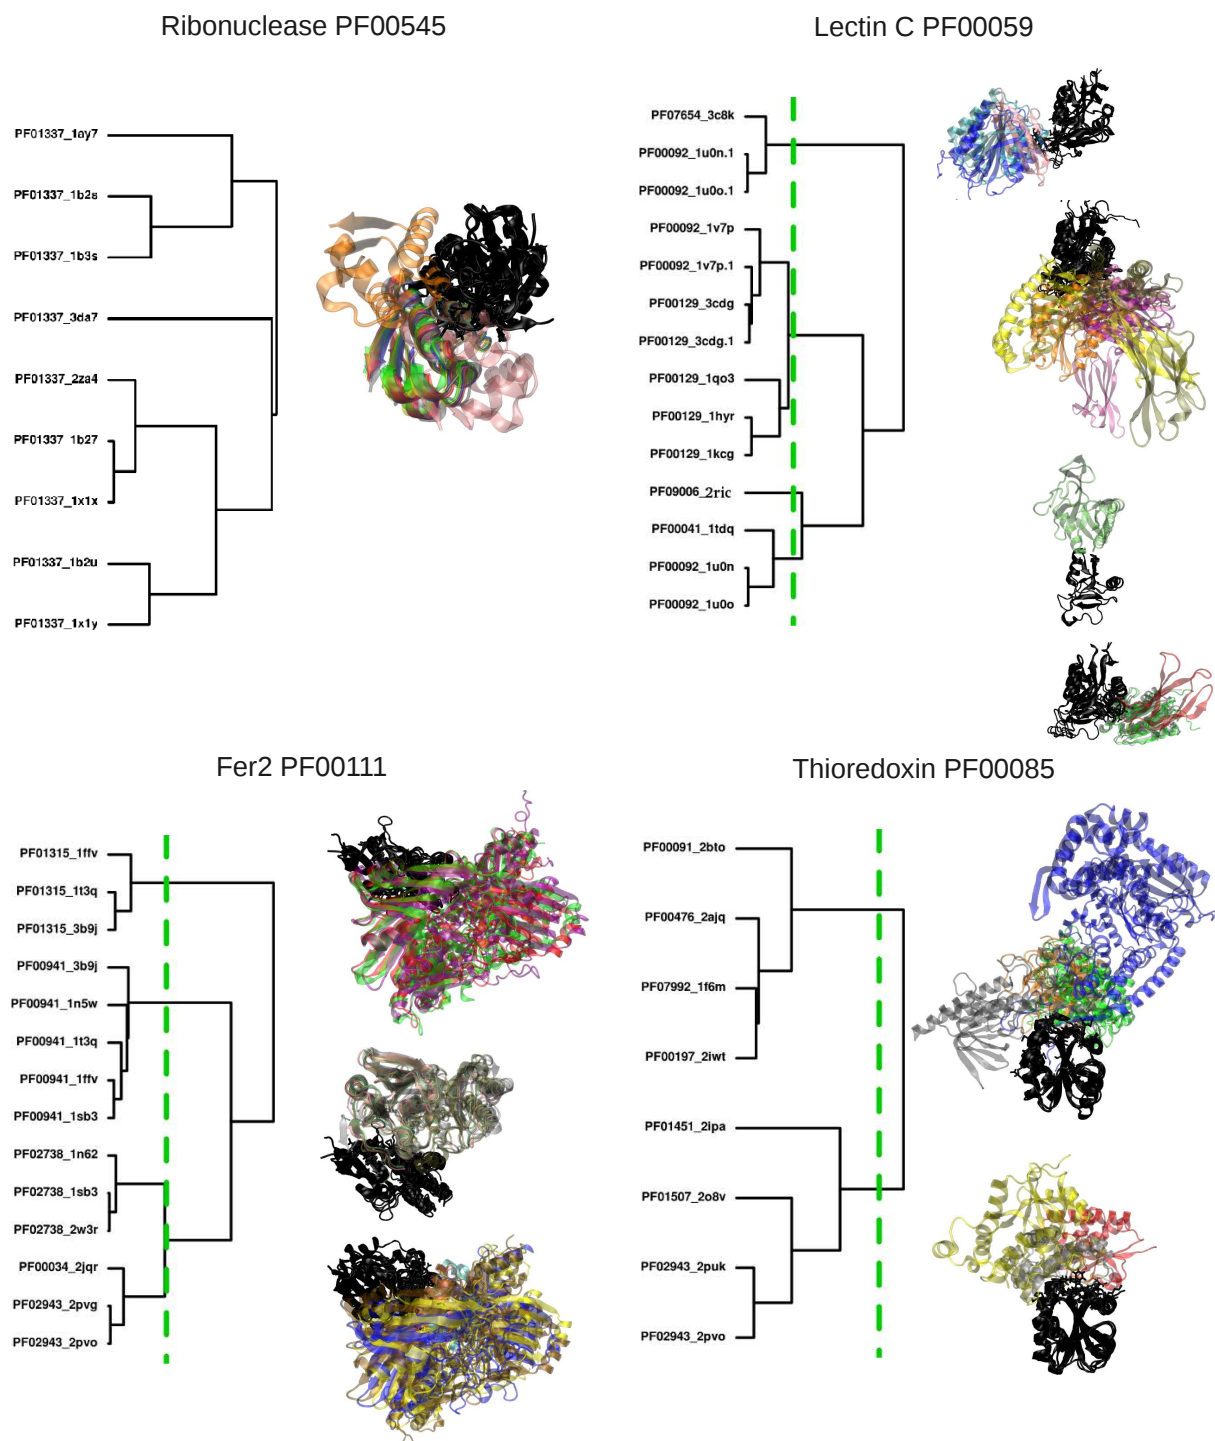 Ribonuclease PF00545
PF01337_1ay7
PF01337_1b2s
PF01337_1b3s
PF01337_3da7
PF01337_2za4
PF01337_1b27
PF01337_1x1x
PF01337_1b2u
PF01337_1x1y
Lectin C PF00059
PF07654_3c8k
PF00092_1u0n.1
PF00092_1u0o.1
PF00092_1v7p
PF00092_1v7p.1
PF00129_3cdg
PF00129_3cdg.1
PF00129_1qo3
PF00129_1hyr
PF00129_1kcg
PF09006_2ric
PF00041_1tdq
PF00092_1u0n
PF00092_1u0o
Fer2 PF00111
PF01315_1ffv
PF01315_1t3q
PF01315_3b9j
PF00941_3b9j
PF00941_1n5w
PF00941_1t3q
PF00941_1ffv
PF00941_1sb3
PF02738_1n62
PF02738_1sb3
PF02738_2w3r
PF00034_2jqr
PF02943_2pvg
PF02943_2pvo
Thioredoxin PF00085
PF00091_2bto
PF00476_2ajq
PF07992_1f6m
PF00197_2iwt
PF01451_2ipa
PF01507_2o8v
PF02943_2puk
PF02943_2pvo